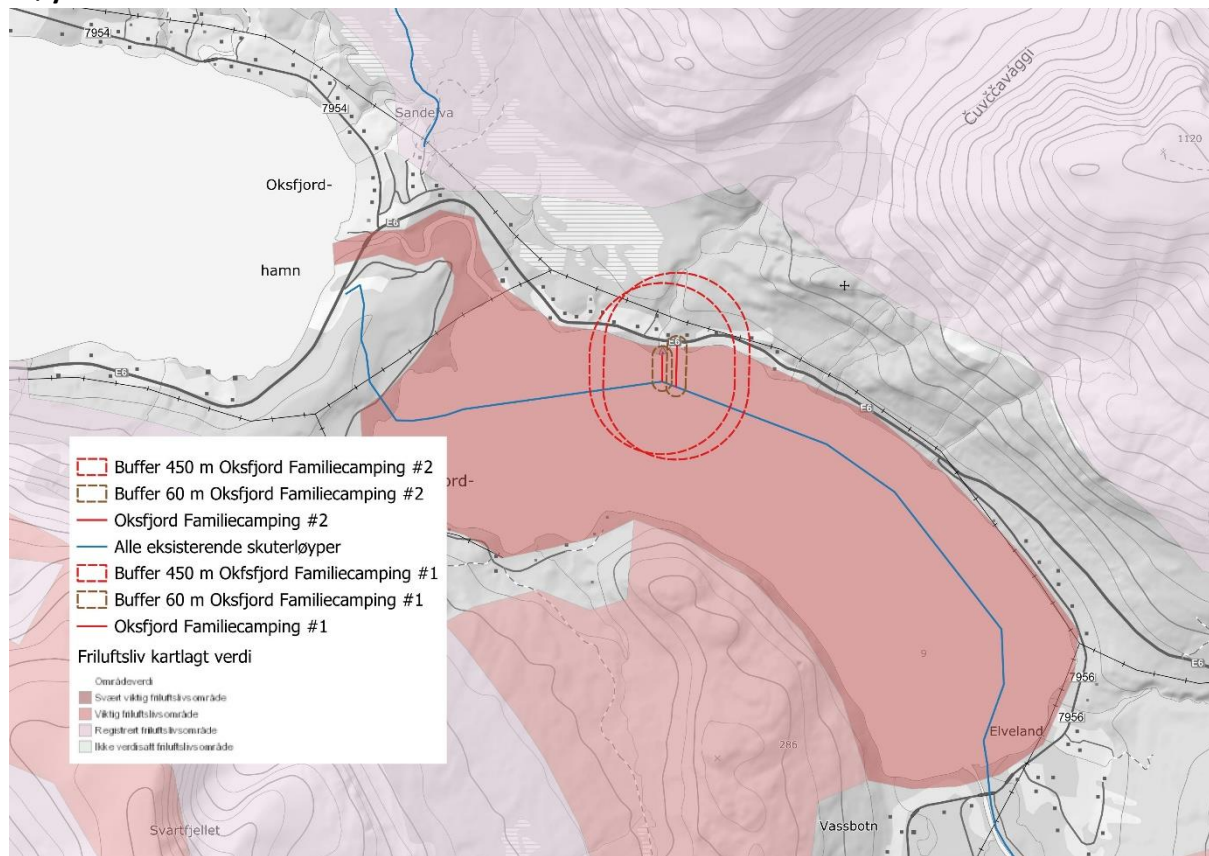 7954
7954
Sandelva
Čuvččavággi
1120
Oksfjord-
E6
hamn
E6
E6
E6
E6
7956
7956
Elveland
9
286
Vassbotn
Svartfjellet
ord-
Buffer 450 m Oksfjord Familiecamping #2
Buffer 60 m Oksfjord Familiecamping #2
Oksfjord Familiecamping #2
Alle eksisterende skuterløyper
Buffer 450 m Okfsfjord Familiecamping #1
Buffer 60 m Oksfjord Familiecamping #1
Oksfjord Familiecamping #1
Friluftsliv kartlagt verdi
Områdeverdi
Svært viktig friluftslivsområde
Viktig friluftslivsområde
Registrert friluftslivsområde
Ikke verdisatt friluftslivsområde